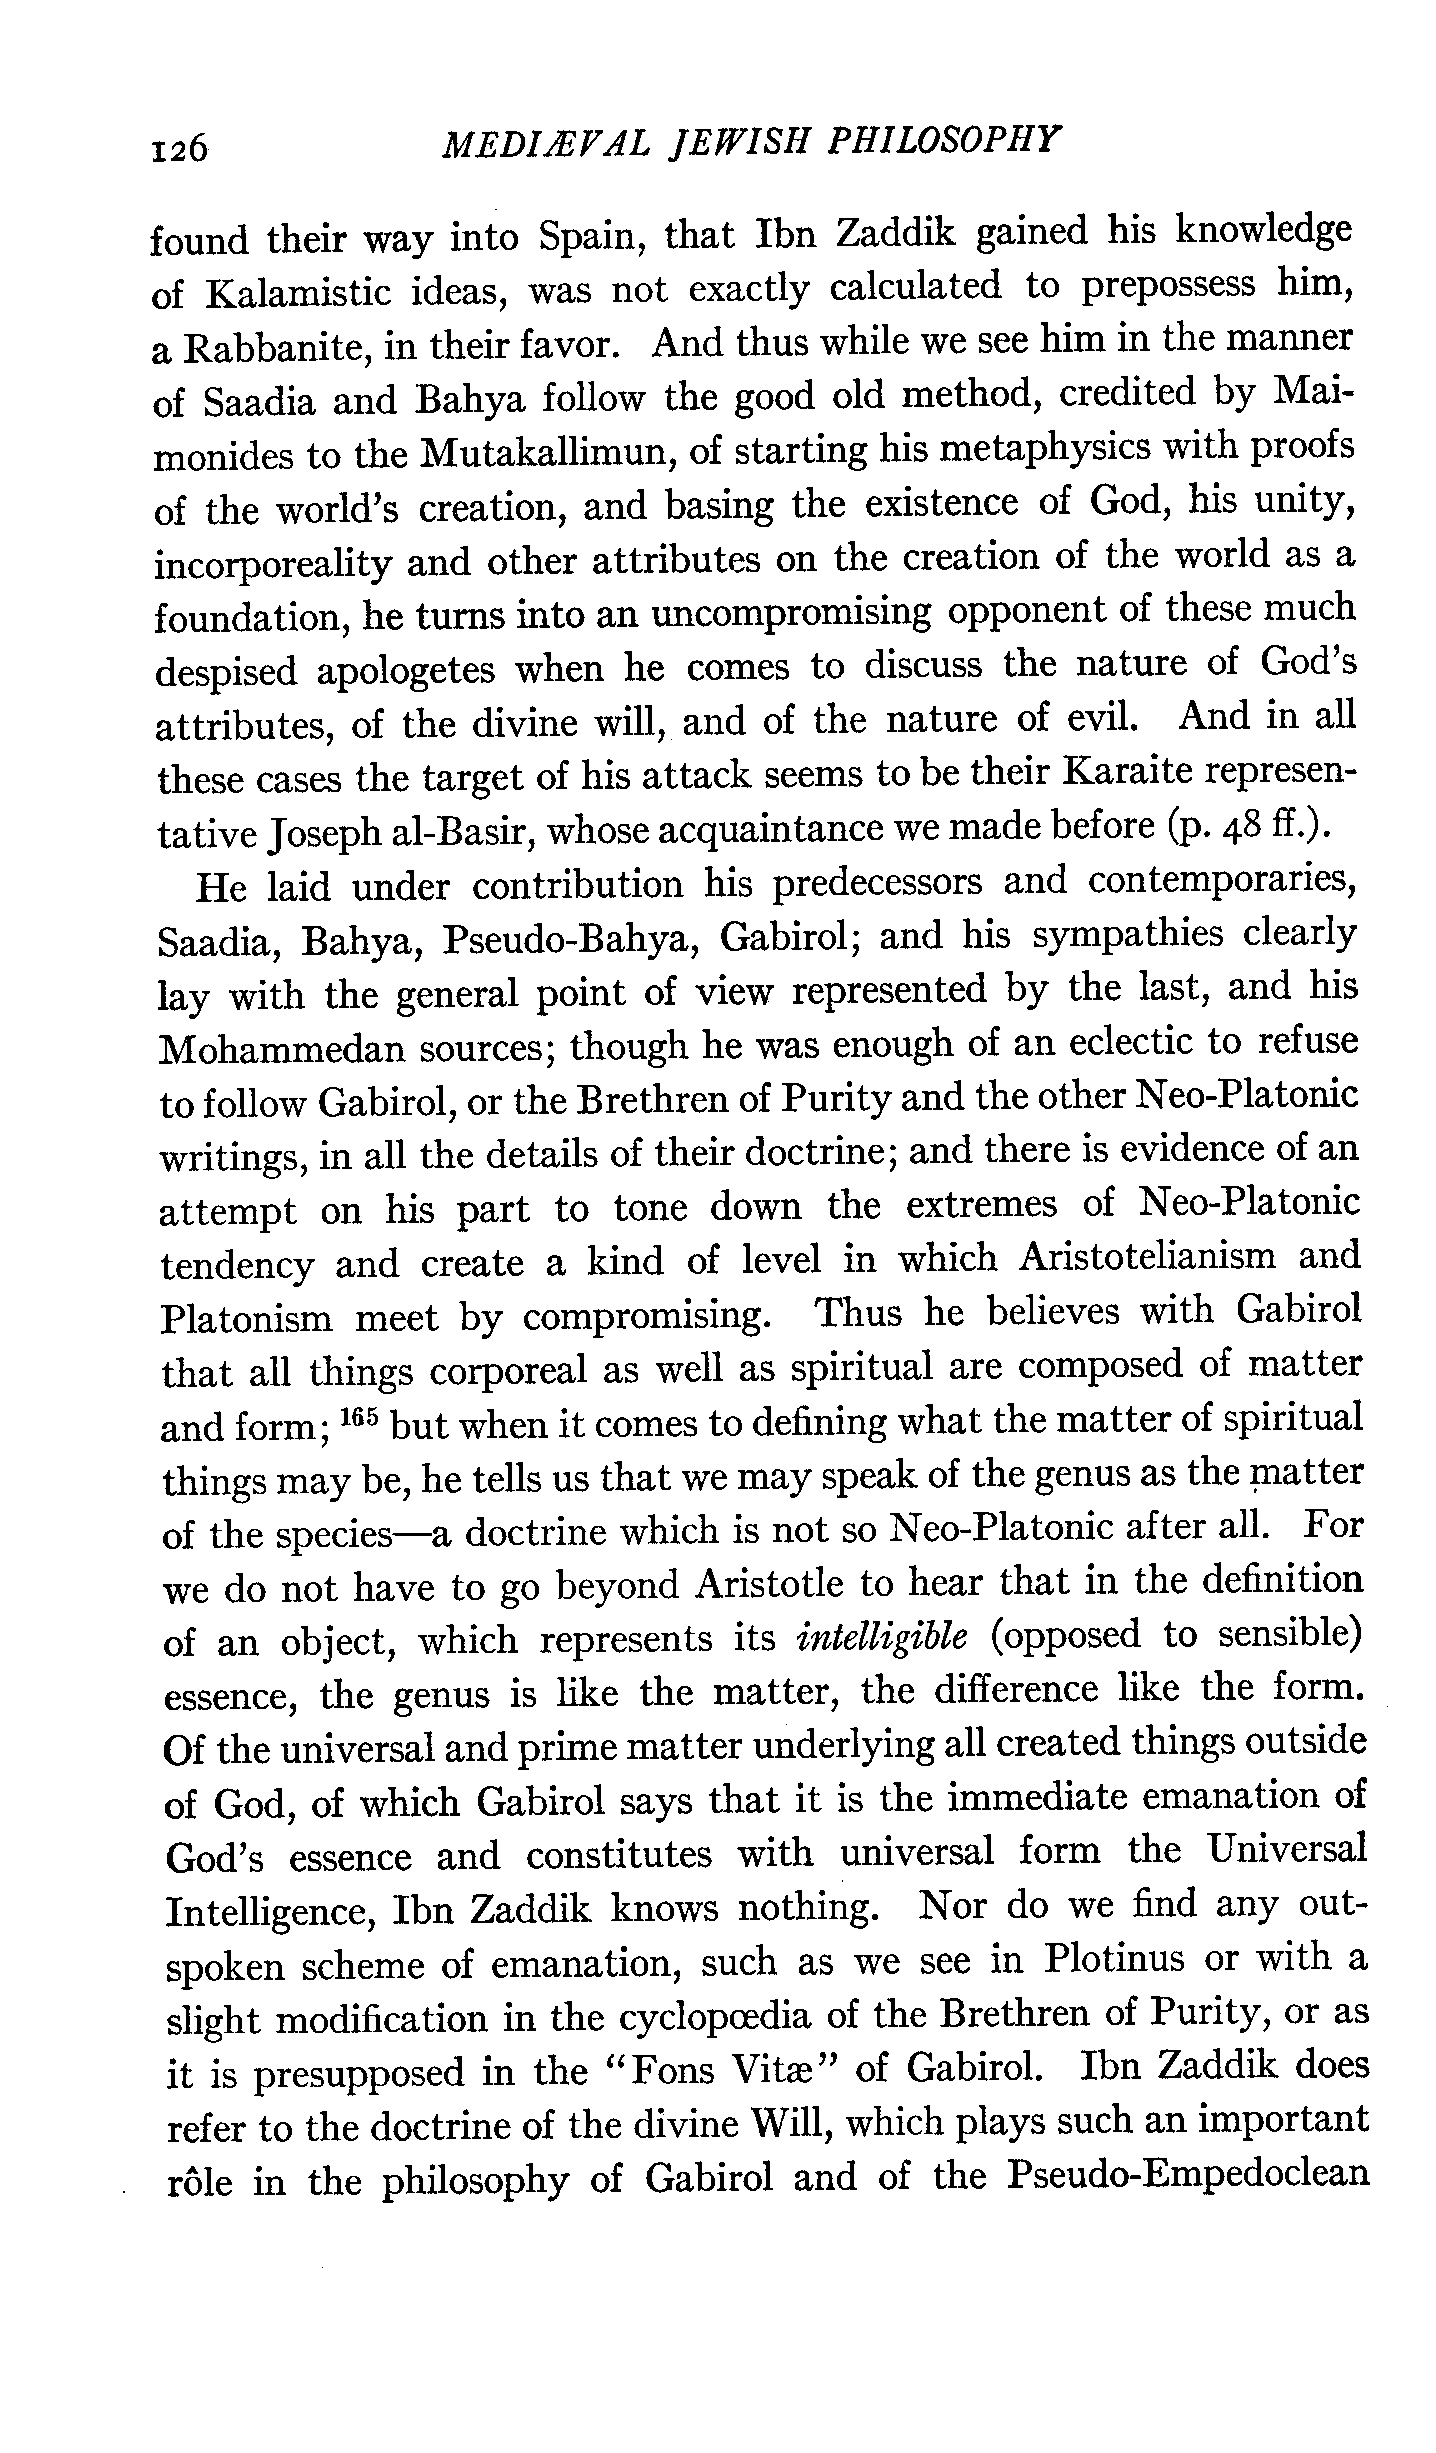 126 MEDIÆVAL JEWISH PHILOSOPHY
found their way into Spain, that Ibn Zaddik gained his knowledge
of Kalamistic ideas, was not exactly calculated to prepossess him,
a Rabbanite, in their favor. And thus while we see him in the manner
of Saadia and Bahya follow the good old method, credited by Mai-
monides to the Mutakallimun, of starting his metaphysics with proofs
of the world's creation, and basing the existence of God, his unity,
incorporeality and other attributes on the creation of the world as a
foundation, he turns into an uncompromising opponent of these much
despised apologetes when he comes to discuss the nature of God's
attributes, of the divine will, and of the nature of evil. And in all
these cases the target of his attack seems to be their Karaite represen-
tative Joseph al-Basir, whose acquaintance we made before (p. 48 ff.).
He laid under contribution his predecessors and contemporaries,
Saadia, Bahya, Pseudo-Bahya, Gabirol; and his sympathies clearly
lay with the general point of view represented by the last, and his
Mohammedan sources; though he was enough of an eclectic to refuse
to follow Gabirol, or the Brethren of Purity and the other Neo-Platonic
writings, in all the details of their doctrine; and there is evidence of an
attempt on his part to tone down the extremes of Neo-Platonic
tendency and create a kind of level in which Aristotelianism and
Platonism meet by compromising. Thus he believes with Gabirol
that all things corporeal as well as spiritual are composed of matter
and form; ¹⁶⁵ but when it comes to defining what the matter of spiritual
things may be, he tells us that we may speak of the genus as the matter
of the species—a doctrine which is not so Neo-Platonic after all. For
we do not have to go beyond Aristotle to hear that in the definition
of an object, which represents its intelligible (opposed to sensible)
essence, the genus is like the matter, the difference like the form.
Of the universal and prime matter underlying all created things outside
of God, of which Gabirol says that it is the immediate emanation of
God's essence and constitutes with universal form the Universal
Intelligence, Ibn Zaddik knows nothing. Nor do we find any out-
spoken scheme of emanation, such as we see in Plotinus or with a
slight modification in the cyclopœdia of the Brethren of Purity, or as
it is presupposed in the "Fons Vitæ" of Gabirol. Ibn Zaddik does
refer to the doctrine of the divine Will, which plays such an important
rôle in the philosophy of Gabirol and of the Pseudo-Empedoclean